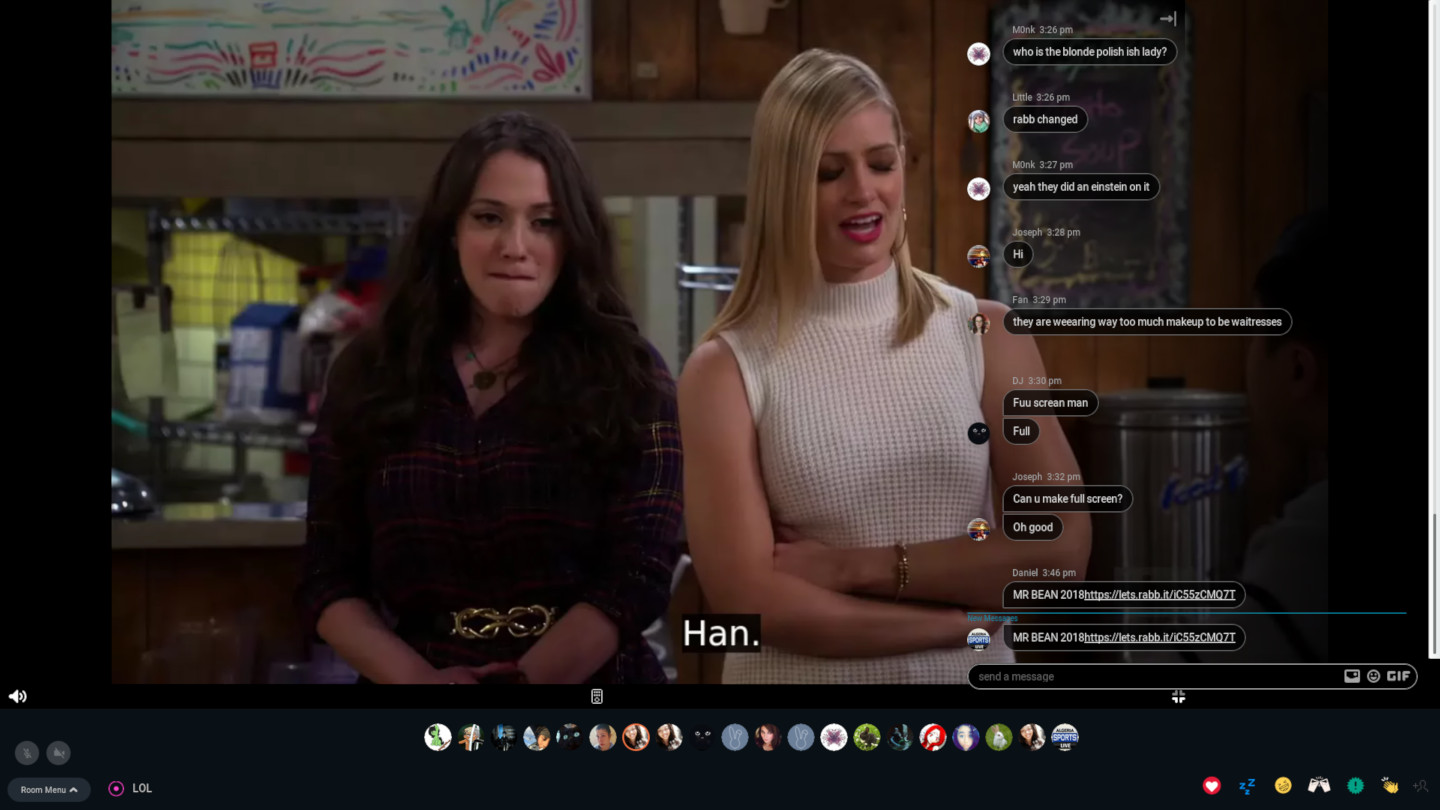 M0nk 3:26 pm
who is the blonde polish ish lady?
Little 3:26 pm
rabb changed
M0nk 3:27 pm
yeah they did an einstein on it
Joseph 3:28 pm
Hi
Fan 3:29 pm
they are weearing way too much makeup to be waitresses
DJ 3:30 pm
Fuu screan man
Full
Joseph 3:32 pm
Can u make full screen?
Oh good
Daniel 3:46 pm
MR BEAN 2018https://lets.rabb.it/iC55zCMQ7T
New Messages
MR BEAN 2018https://lets.rabb.it/iC55zCMQ7T
Han.
send a message
GIF
ALGERIA
SPORTS
LIVE
Room Menu
LOL